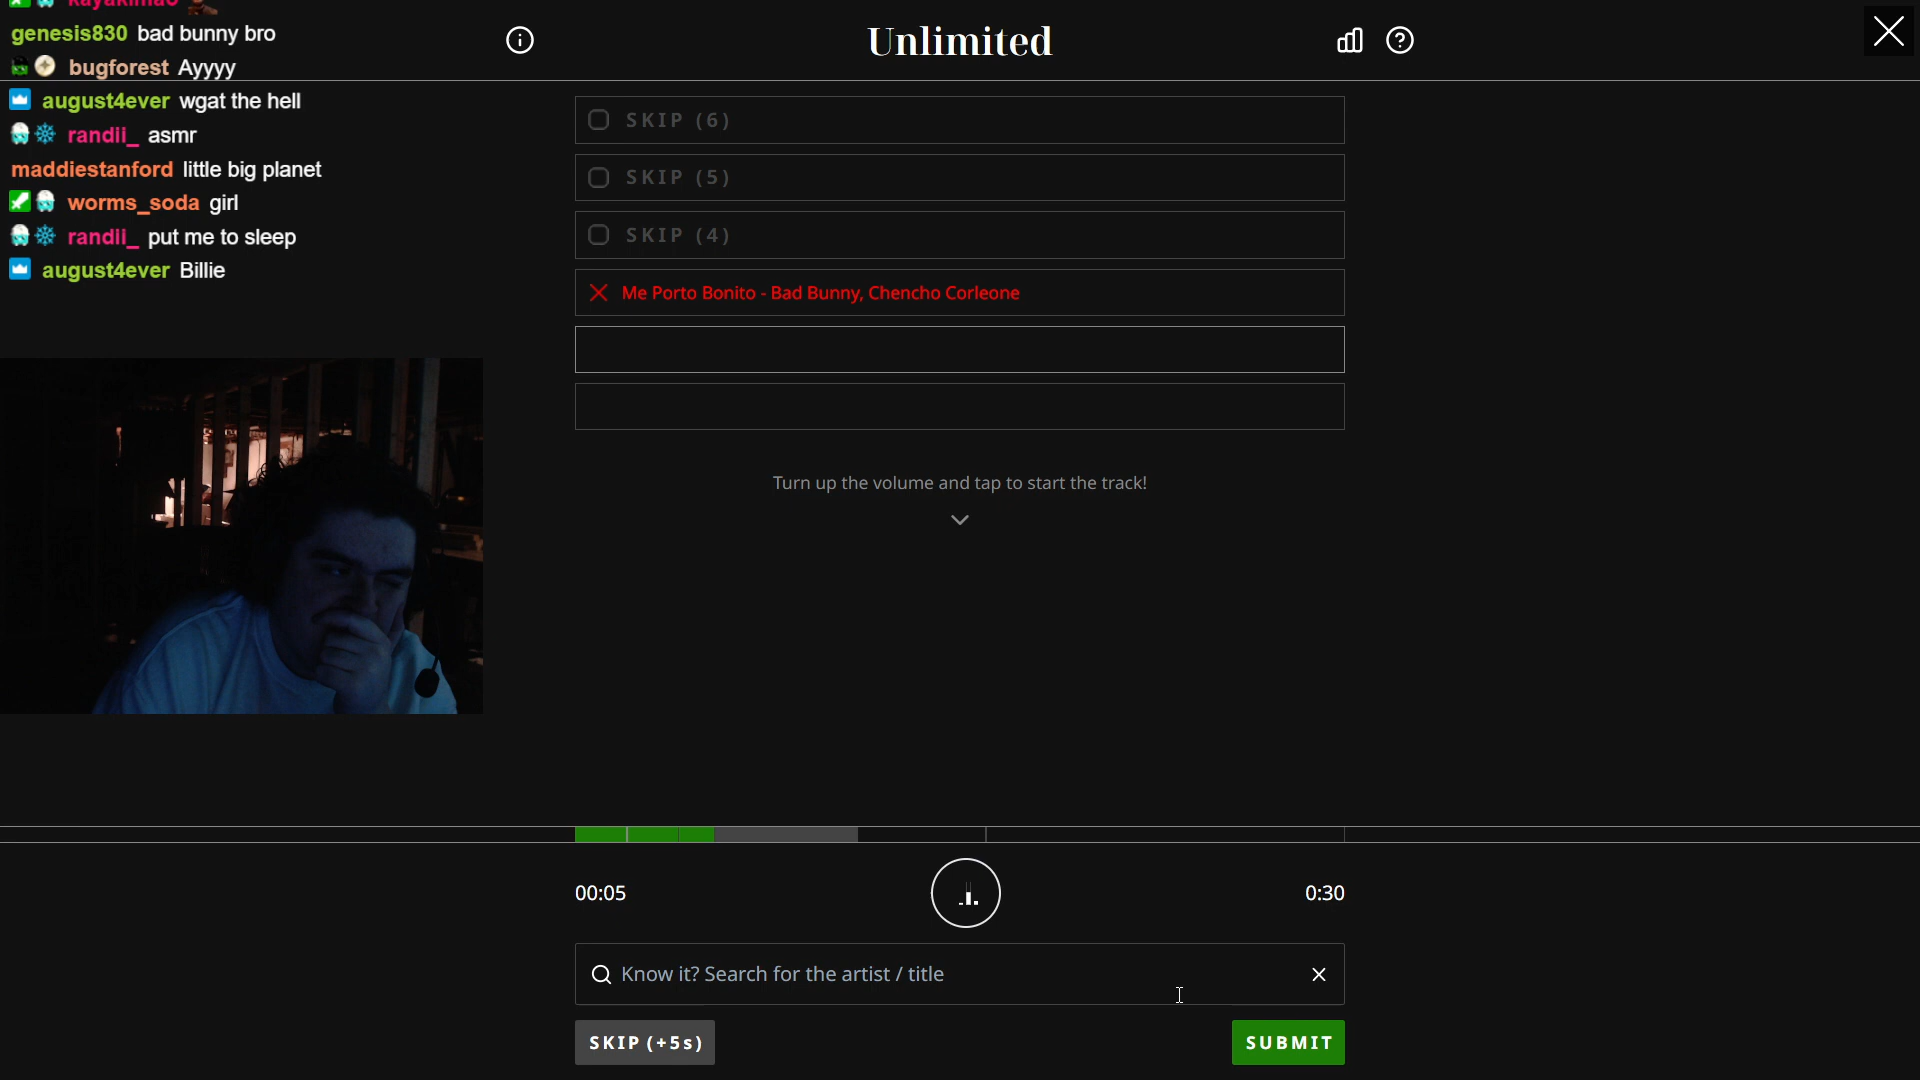 genesis830 bad bunny bro
bugforest Ayyyy
august4ever wgat the hell
randii_ asmr
maddiestanford little big planet
worms_soda girl
randii_ put me to sleep
august4ever Billie
Unlimited
SKIP (6)
SKIP (5)
SKIP (4)
Me Porto Bonito - Bad Bunny, Chencho Corleone
Turn up the volume and tap to start the track!
00:05
0:30
Know it? Search for the artist / title
SKIP (+5s)
SUBMIT